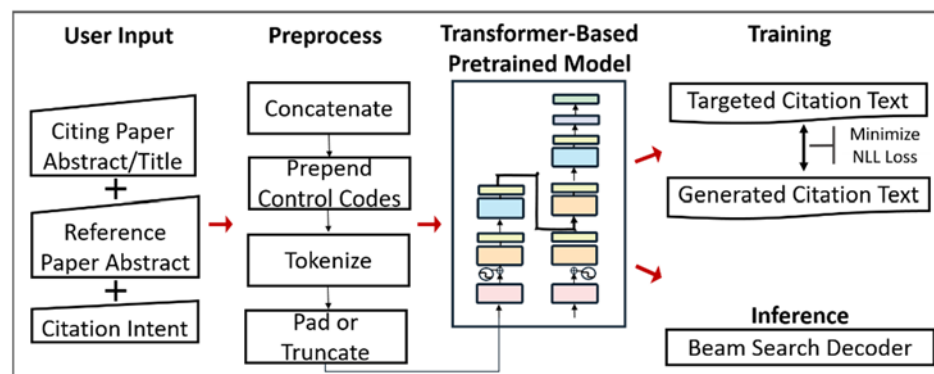 User Input
Citing Paper
Abstract/Title
+
Reference
Paper Abstract
+
Citation Intent
Preprocess
Concatenate
Prepend
Control Codes
Tokenize
Pad or
Truncate
Transformer-Based
Pretrained Model
Training
Targeted Citation Text
Minimize
NLL Loss
Generated Citation Text
Inference
Beam Search Decoder